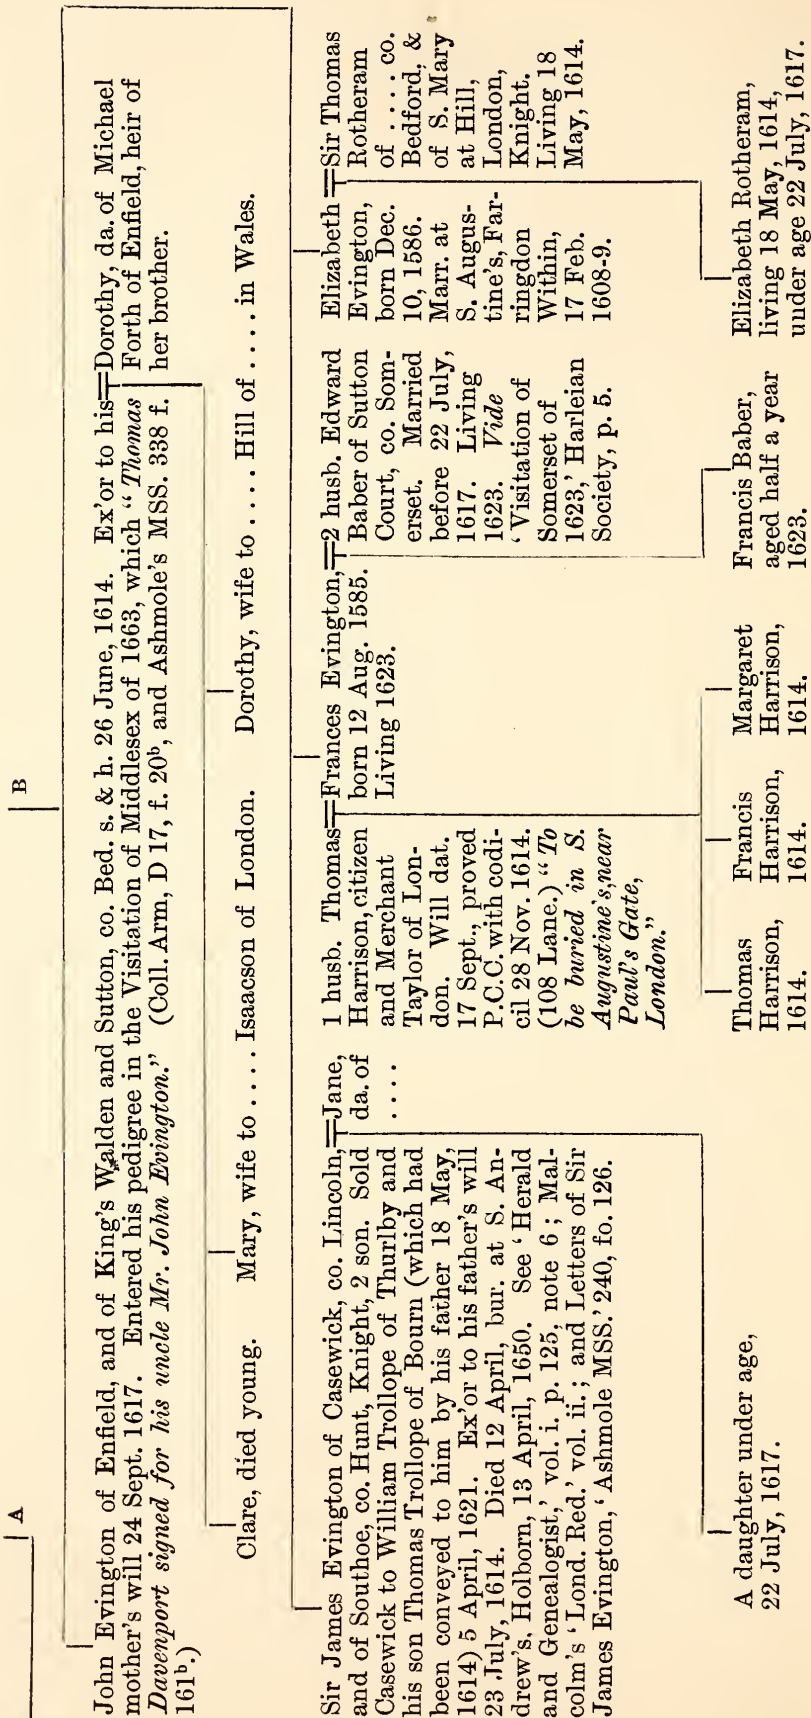 A
B
John Evington of Enfield, and of King's Walden and Sutton, co. Bed. s. & h. 26 June, 1614. Ex'or to his
mother's will 24 Sept. 1617. Entered his pedigree in the Visitation of Middlesex of 1663, which "Thomas
Davenport signed for his uncle Mr. John Evington." (Coll. Arm, D 17, f. 20b, and Ashmole's MSS. 338 f.
161b.)
=Dorothy, da. of Michael
Forth of Enfield, heir of
her brother.
Clare, died young.
Mary, wife to .... Isaacson of London.
Dorothy, wife to ..... Hill of ..... in Wales.
Sir James Evington of Casewick, co. Lincoln,
and of Southoe, co. Hunt, Knight, 2 son. Sold
Casewick to William Trollope of Thurlby and
his son Thomas Trollope of Bourn (which had
been conveyed to him by his father 18 May,
1614) 5 April, 1621. Ex'or to his father's will
23 July, 1614. Died 12 April, bur. at S. An-
drew's, Holborn, 13 April, 1650. See 'Herald
and Genealogist,' vol. i. p. 125, note 6; Mal-
colm's 'Lond. Red.' vol. ii.; and Letters of Sir
James Evington, 'Ashmole MSS.' 240, fo. 126.
=Jane,
da. of
....
1 husb. Thomas
Harrison, citizen
and Merchant
Taylor of Lon-
don. Will dat.
17 Sept., proved
P.C.C. with codi-
cil 28 Nov. 1614.
(108 Lane.) "To
be buried in S.
Augustine's, near
Paul's Gate,
London."
=Frances Evington,
born 12 Aug. 1585.
Living 1623.
=2 husb. Edward
Baber of Sutton
Court, co. Som-
erset. Married
before 22 July,
1617. Living
1623. Vide
'Visitation of
Somerset of
1623,' Harleian
Society, p. 5.
Elizabeth
Evington,
born Dec.
10, 1586.
Marr. at
S. Augus-
tine's, Far-
ringdon
Within,
17 Feb.
1608-9.
=Sir Thomas
Rotheram
of ..... co.
Bedford, &
of S. Mary
at Hill,
London,
Knight.
Living 18
May, 1614.
A daughter under age,
22 July, 1617.
Thomas
Harrison,
1614.
Francis
Harrison,
1614.
Margaret
Harrison,
1614.
Francis Baber,
aged half a year
1623.
Elizabeth Rotheram,
living 18 May, 1614,
under age 22 July, 1617.